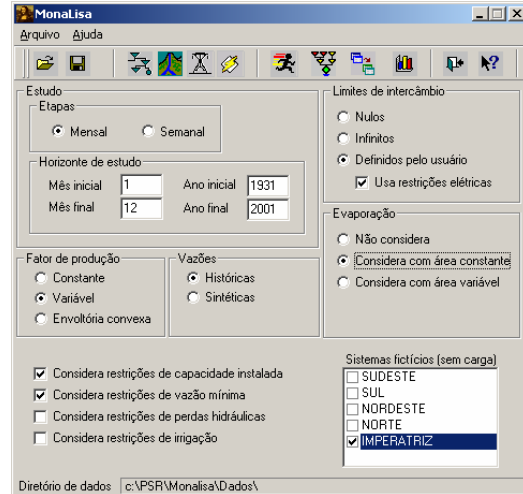 MonaLisa
Arquivo Ajuda
Estudo
Etapas
Mensal Semanal
Horizonte de estudo
Mês inicial 1 Ano inicial 1931
Mês final 12 Ano final 2001
Limites de intercâmbio
Nulos
Infinitos
Definidos pelo usuário
Usa restrições elétricas
Fator de produção
Constante
Variável
Envoltória convexa
Vazões
Históricas
Sintéticas
Evaporação
Não considera
Considera com área constante
Considera com área variável
Considera restrições de capacidade instalada
Considera restrições de vazão mínima
Considera restrições de perdas hidráulicas
Considera restrições de irrigação
Sistemas fictícios (sem carga)
SUDESTE
SUL
NORDESTE
NORTE
IMPERATRIZ
Diretório de dados c:\PSR\Monalisa\Dados\